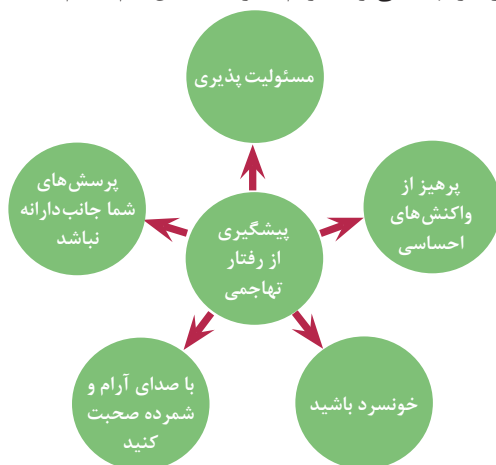 مسئولیت پذیری
پرهیز از
واکنش‌های
احساسی
پرسش‌های
شما جانب‌دارانه
نباشد
پیشگیری
از رفتار
تهاجمی
با صدای آرام و
شمرده صحبت
کنید
خونسرد باشید